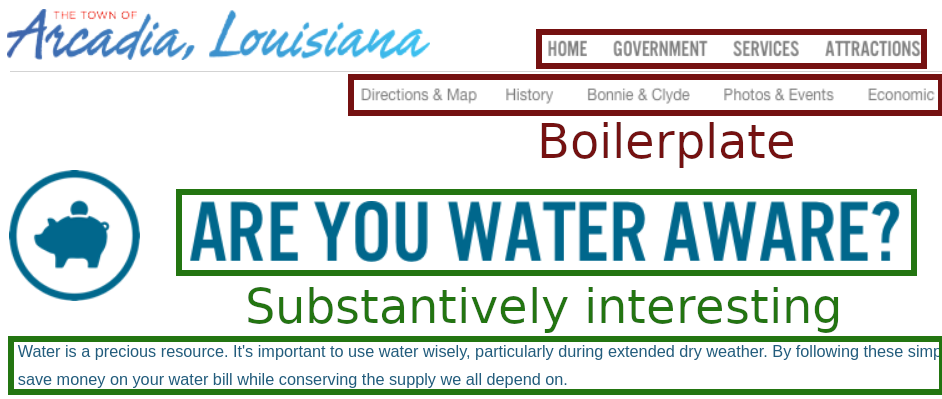 THE TOWN OF
Arcadia, Louisiana
HOME GOVERNMENT SERVICES ATTRACTIONS
Directions & Map History Bonnie & Clyde Photos & Events Economic
Boilerplate
ARE YOU WATER AWARE?
Substantively interesting
Water is a precious resource. It's important to use water wisely, particularly during extended dry weather. By following these simp
save money on your water bill while conserving the supply we all depend on.